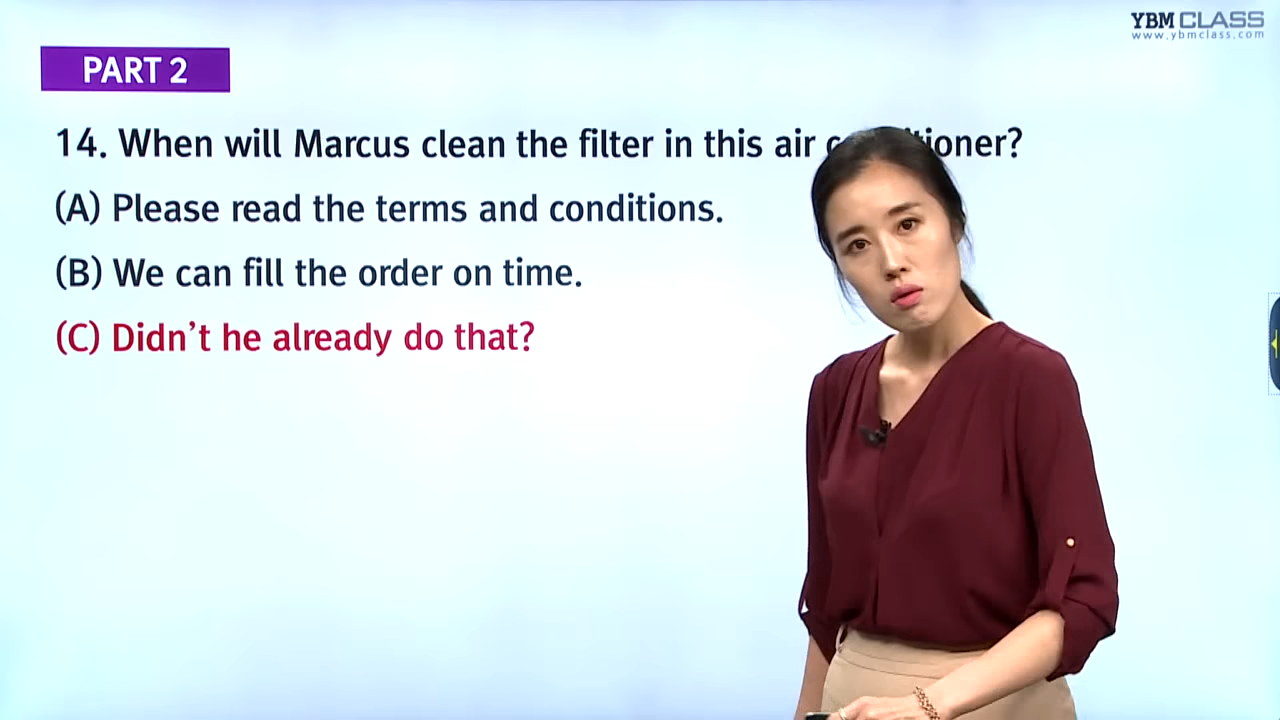 YBM CLASS
www.ybmclass.com
PART 2
14. When will Marcus clean the filter in this air
(A) Please read the terms and conditions.
(B) We can fill the order on time.
(C) Didn't he already do that?